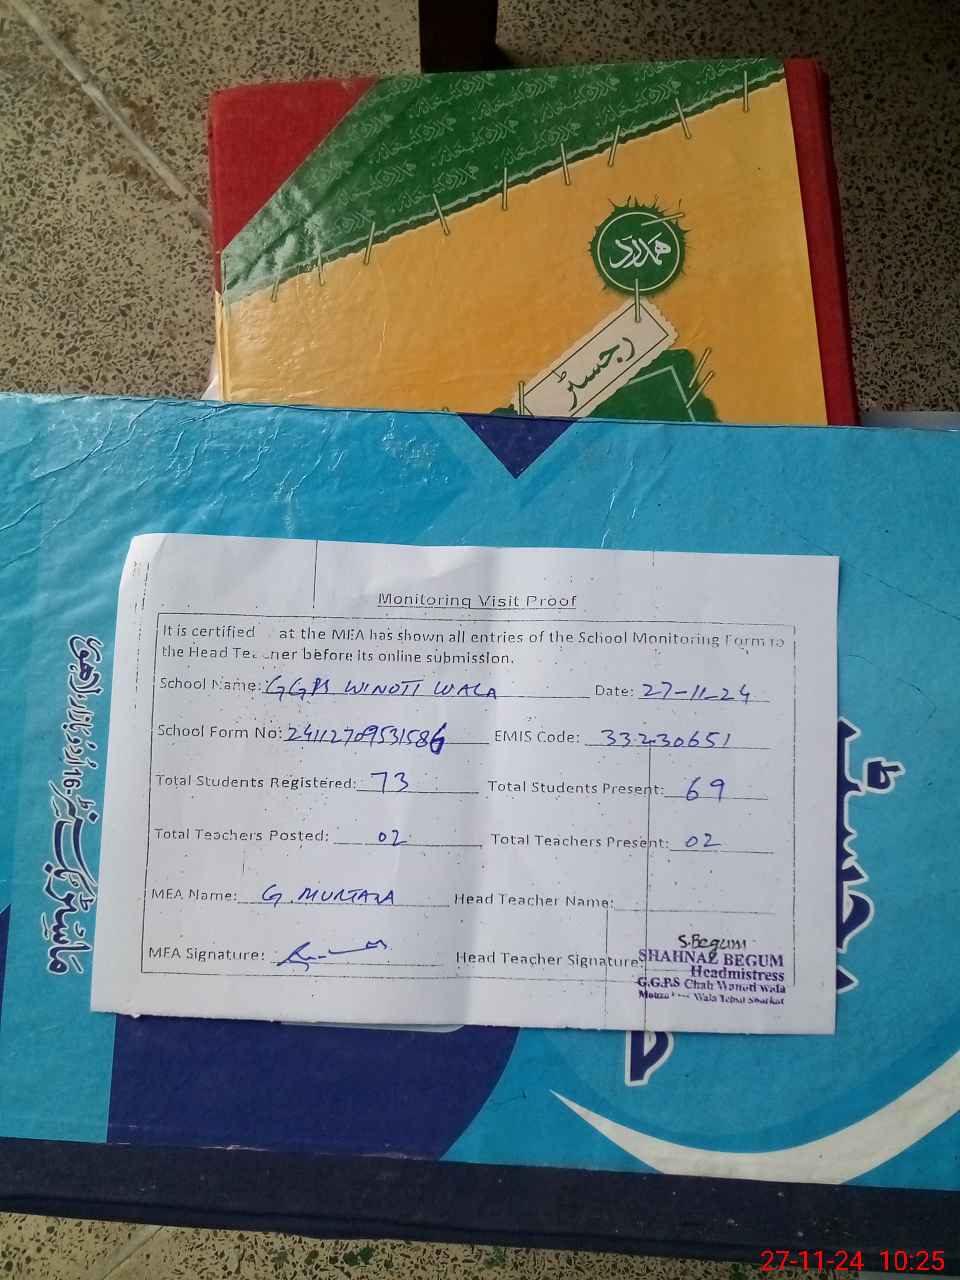 ھمدرد
رجسٹر
Monitoring Visit Proof
It is certified at the MEA has shown all entries of the School Monitoring Form to
the Head Teacher before its online submission.
School Name: GGPS WINOTI WALA Date: 27-11-24
School Form No: 24112709531586 EMIS Code: 33230651
Total Students Registered: 73 Total Students Present: 69
Total Teachers Posted: 02 Total Teachers Present: 02
MEA Name: G. MURTAZA Head Teacher Name:
MEA Signature: Head Teacher Signature:
S.Begum
SHAHNAZ BEGUM
Headmistress
G.G.P.S Chah Wanoti wala
27-11-24 10:25